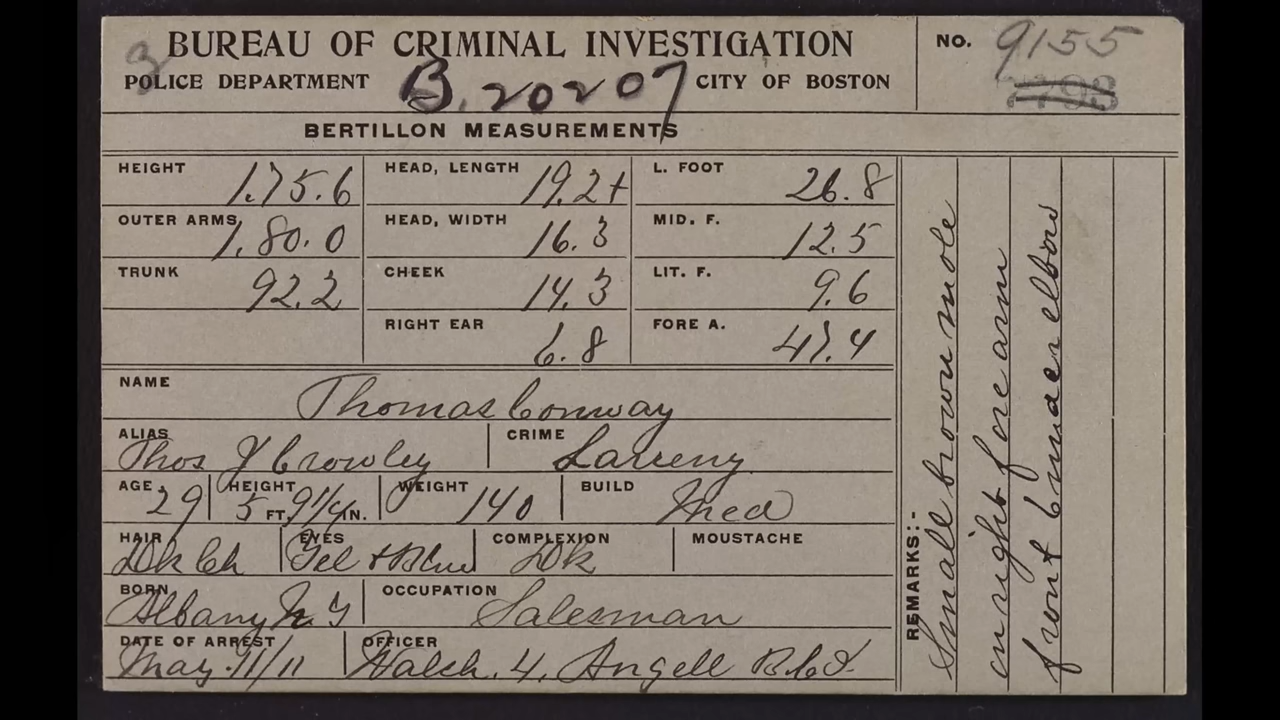 BUREAU OF CRIMINAL INVESTIGATION
NO. 9155
POLICE DEPARTMENT B. 20207 CITY OF BOSTON
BERTILLON MEASUREMENTS
HEIGHT 1.75.6 HEAD, LENGTH 19.2+ L. FOOT 26.8
OUTER ARMS, 1.80.0 HEAD, WIDTH 16.3 MID. F. 12.5
TRUNK 92.2 CHEEK 14.3 LIT. F. 9.6
RIGHT EAR 6.8 FORE A. 47.4
NAME Thomas Conway
ALIAS Thos J Crowley CRIME Larceny
AGE 29 HEIGHT 5 FT. 9 1/4 IN. WEIGHT 140 BUILD Med
HAIR Dk Ch EYES Yel & Blue COMPLEXION Dk MOUSTACHE
BORN Albany N.Y OCCUPATION Salesman
DATE OF ARREST May 11/11 OFFICER 4. Angell
REMARKS:- Small brown mole
on right fore arm
front 6 under elbow